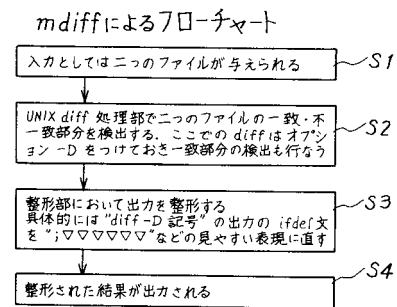 mdiffによるフローチャート
入力としては二つのファイルが与えられる
S1
UNIX diff 処理部で二つのファイルの一致・不
一致部分を検出する. ここでの diff はオプシ
ョン -D をつけておき一致部分の検出も行なう
S2
整形部において出力を整形する
具体的には"diff -D 記号"の出力の ifdef文
を";▽▽▽▽▽▽"などの見やすい表現に直す
S3
整形された結果が出力される
S4